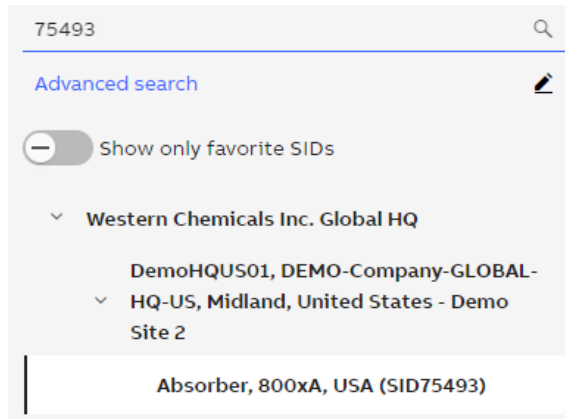 75493
Advanced search
Show only favorite SIDs
Western Chemicals Inc. Global HQ
DemoHQUS01, DEMO-Company-GLOBAL-
HQ-US, Midland, United States - Demo
Site 2
Absorber, 800xA, USA (SID75493)